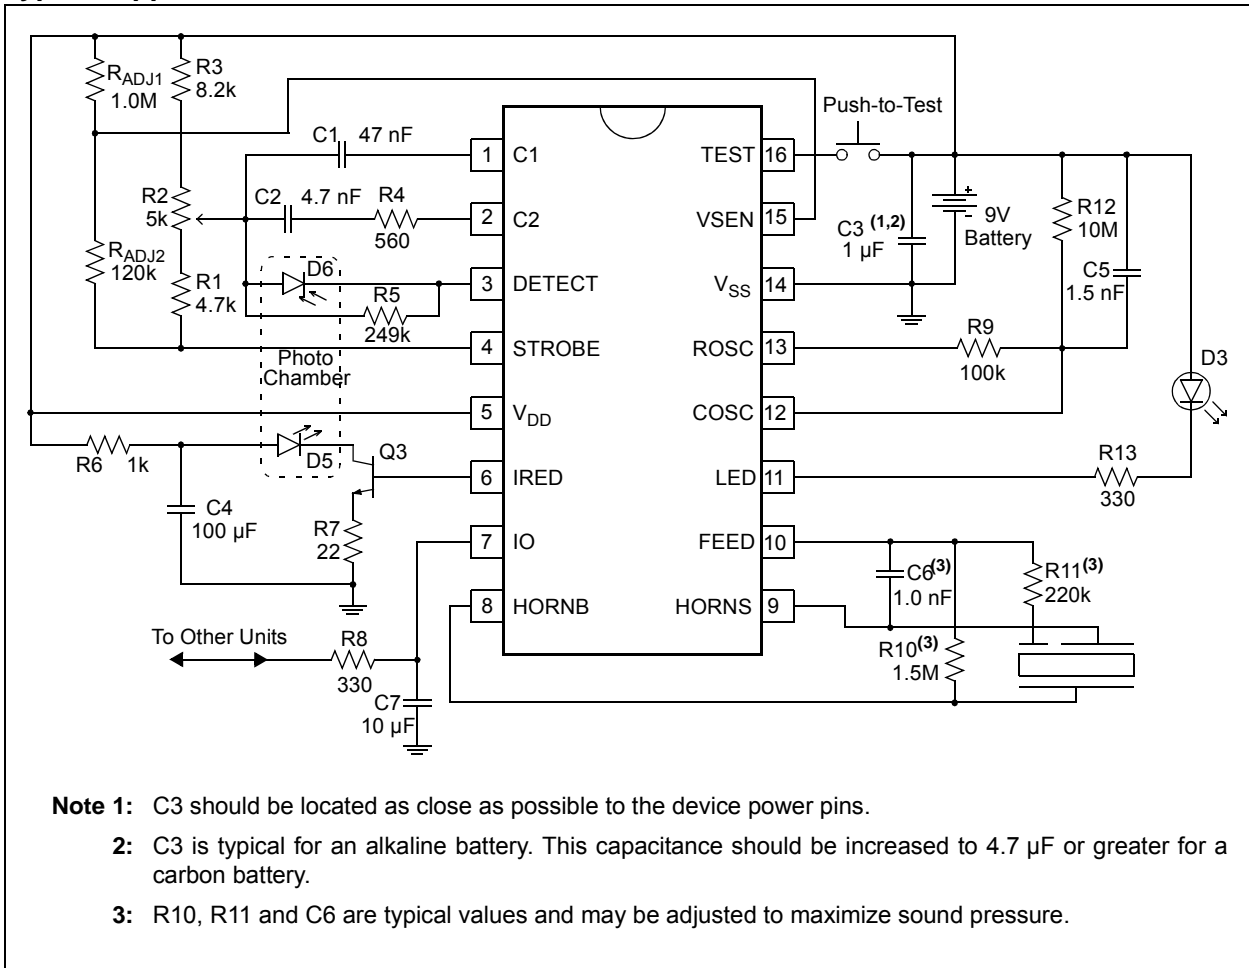 RADJ1
1.0M
R3
8.2k
C1 47 nF
R2
5k
C2 4.7 nF R4
560
RADJ2
120k
R1
4.7k
D6
R5
249k
Photo
Chamber
R6 1k
D5
Q3
C4
100 µF
R7
22
To Other Units
R8
330
C7
10 µF
1 C1
2 C2
3 DETECT
4 STROBE
5 VDD
6 IRED
7 IO
8 HORNB
TEST 16
VSEN 15
VSS 14
ROSC 13
COSC 12
LED 11
FEED 10
HORNS 9
Push-to-Test
C3 (1,2)
1 µF
+
-
9V
Battery
R12
10M
C5
1.5 nF
R9
100k
D3
R13
330
C6(3)
1.0 nF
R11(3)
220k
R10(3)
1.5M
Note 1: C3 should be located as close as possible to the device power pins.
2: C3 is typical for an alkaline battery. This capacitance should be increased to 4.7 µF or greater for a
carbon battery.
3: R10, R11 and C6 are typical values and may be adjusted to maximize sound pressure.